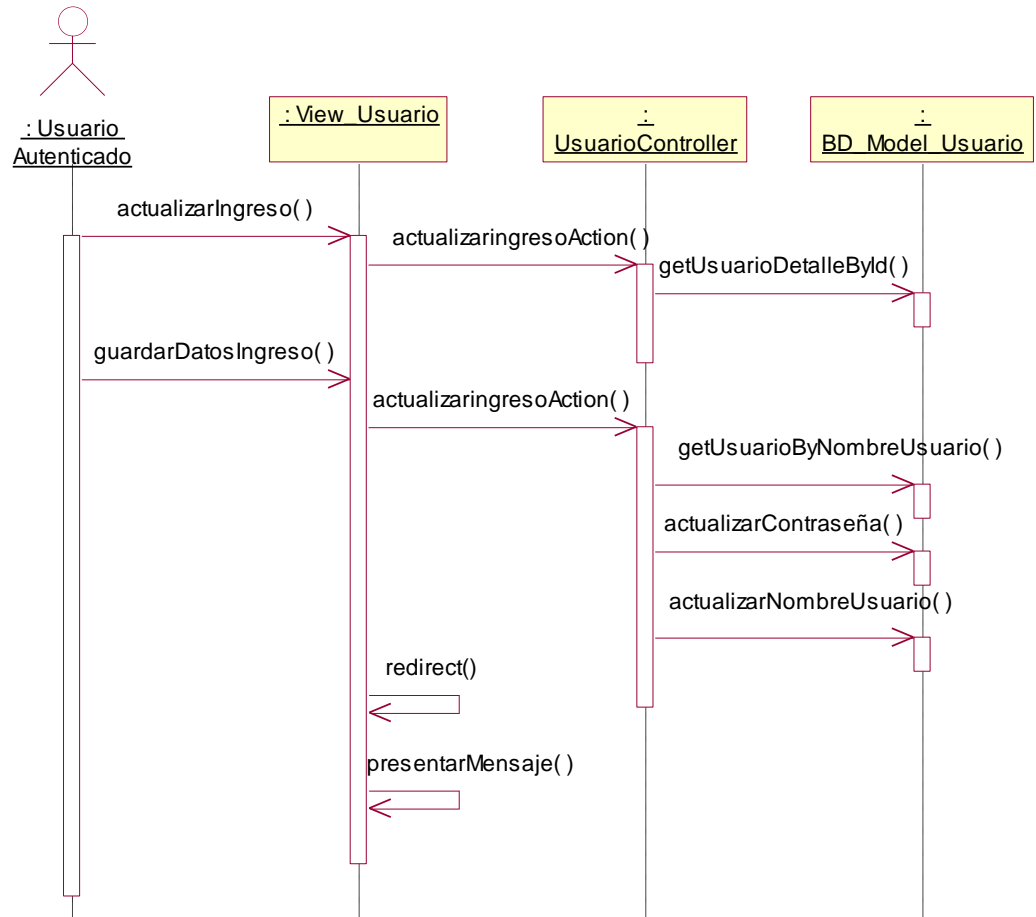 : Usuario
Autenticado
: View_Usuario
:
UsuarioController
:
BD_Model_Usuario
actualizarIngreso( )
actualizaringresoAction( )
getUsuarioDetalleById( )
guardarDatosIngreso( )
actualizaringresoAction( )
getUsuarioByNombreUsuario( )
actualizarContraseña( )
actualizarNombreUsuario( )
redirect()
presentarMensaje( )